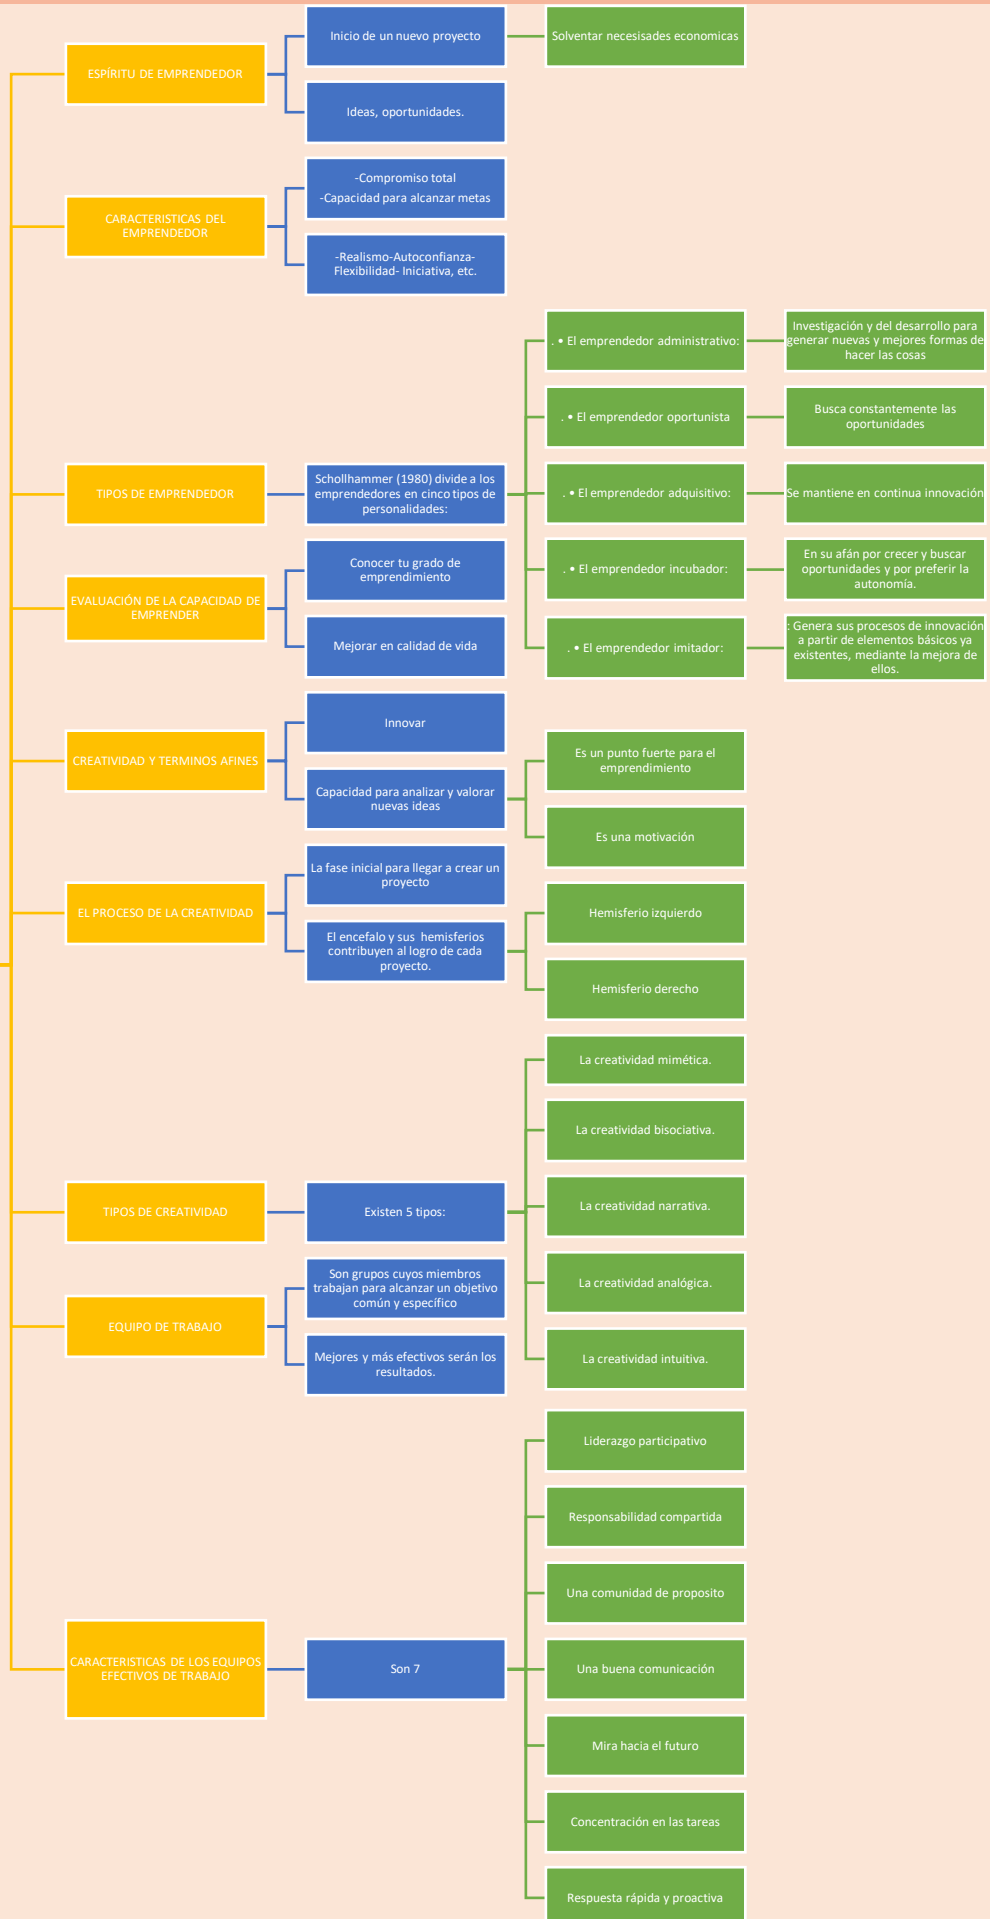 ESPÍRITU DE EMPRENDEDOR
Inicio de un nuevo proyecto
Solventar necesisades economicas
Ideas, oportunidades.
CARACTERISTICAS DEL
EMPRENDEDOR
-Compromiso total
-Capacidad para alcanzar metas
-Realismo-Autoconfianza-
Flexibilidad- Iniciativa, etc.
TIPOS DE EMPRENDEDOR
Schollhammer (1980) divide a los
emprendedores en cinco tipos de
personalidades:
. • El emprendedor administrativo:
Investigación y del desarrollo para
generar nuevas y mejores formas de
hacer las cosas
. • El emprendedor oportunista
Busca constantemente las
oportunidades
. • El emprendedor adquisitivo:
Se mantiene en continua innovación
. • El emprendedor incubador:
En su afán por crecer y buscar
oportunidades y por preferir la
autonomía.
. • El emprendedor imitador:
: Genera sus procesos de innovación
a partir de elementos básicos ya
existentes, mediante la mejora de
ellos.
EVALUACIÓN DE LA CAPACIDAD DE
EMPRENDER
Conocer tu grado de
emprendimiento
Mejorar en calidad de vida
CREATIVIDAD Y TERMINOS AFINES
Innovar
Capacidad para analizar y valorar
nuevas ideas
Es un punto fuerte para el
emprendimiento
Es una motivación
EL PROCESO DE LA CREATIVIDAD
La fase inicial para llegar a crear un
proyecto
El encefalo y sus hemisferios
contribuyen al logro de cada
proyecto.
Hemisferio izquierdo
Hemisferio derecho
TIPOS DE CREATIVIDAD
Existen 5 tipos:
La creatividad mimética.
La creatividad bisociativa.
La creatividad narrativa.
La creatividad analógica.
La creatividad intuitiva.
EQUIPO DE TRABAJO
Son grupos cuyos miembros
trabajan para alcanzar un objetivo
común y específico
Mejores y más efectivos serán los
resultados.
CARACTERISTICAS DE LOS EQUIPOS
EFECTIVOS DE TRABAJO
Son 7
Liderazgo participativo
Responsabilidad compartida
Una comunidad de proposito
Una buena comunicación
Mira hacia el futuro
Concentración en las tareas
Respuesta rápida y proactiva